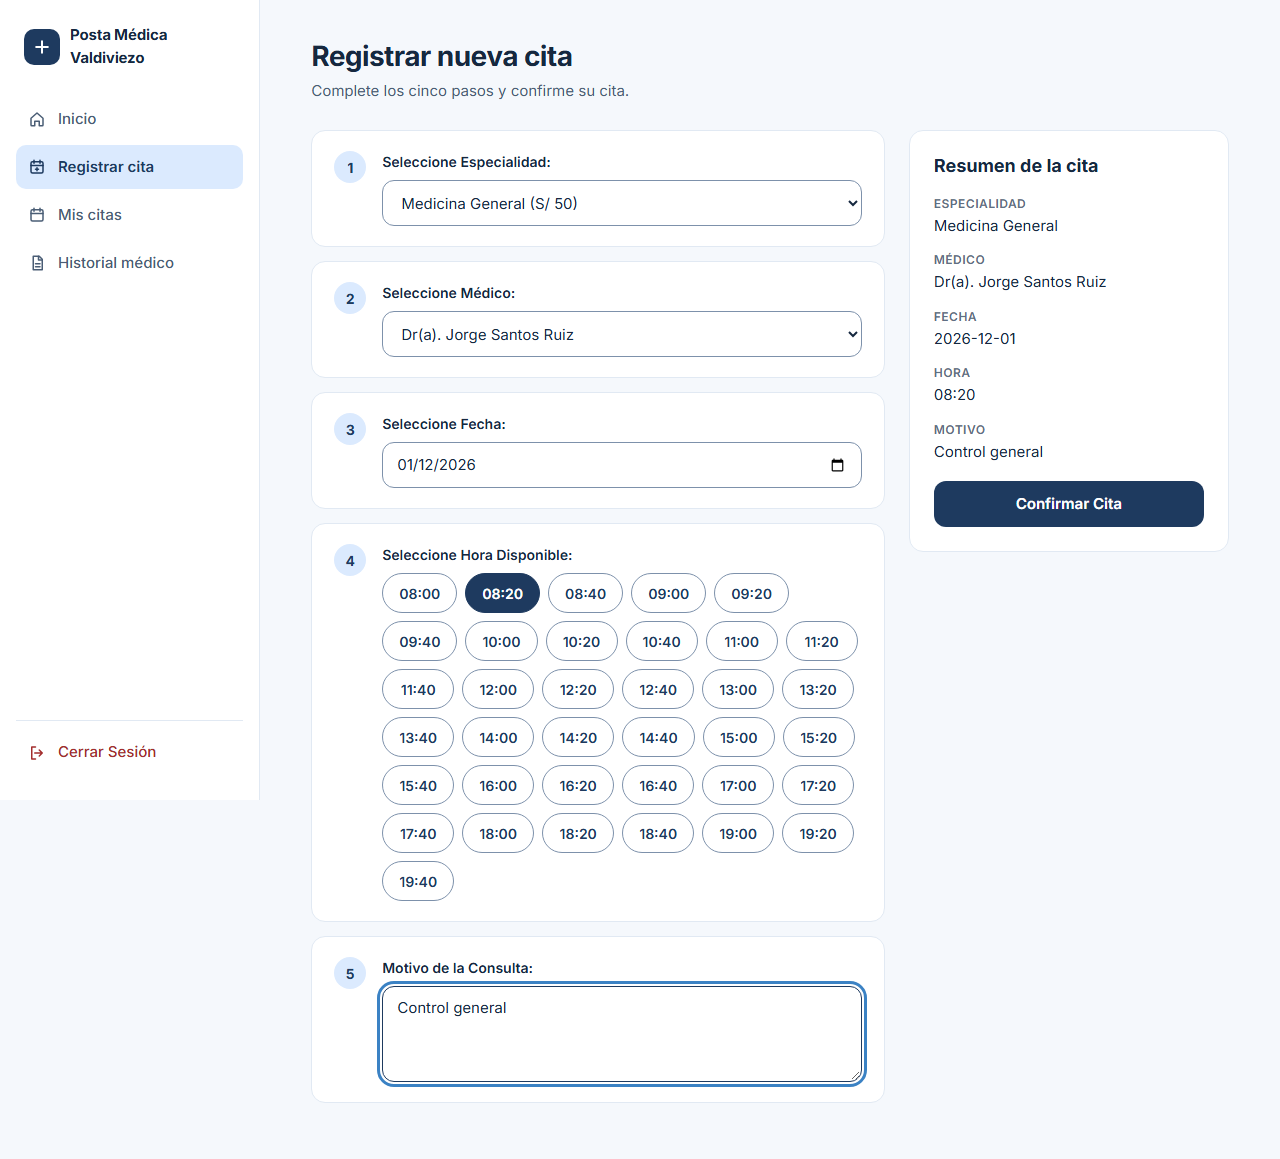 Posta Médica
Valdiviezo
Inicio
Registrar cita
Mis citas
Historial médico
Cerrar Sesión
Registrar nueva cita
Complete los cinco pasos y confirme su cita.
1
Seleccione Especialidad:
Medicina General (S/ 50)
2
Seleccione Médico:
Dr(a). Jorge Santos Ruiz
3
Seleccione Fecha:
01/12/2026
4
Seleccione Hora Disponible:
08:00 08:20 08:40 09:00 09:20
09:40 10:00 10:20 10:40 11:00 11:20
11:40 12:00 12:20 12:40 13:00 13:20
13:40 14:00 14:20 14:40 15:00 15:20
15:40 16:00 16:20 16:40 17:00 17:20
17:40 18:00 18:20 18:40 19:00 19:20
19:40
5
Motivo de la Consulta:
Control general
Resumen de la cita
ESPECIALIDAD
Medicina General
MÉDICO
Dr(a). Jorge Santos Ruiz
FECHA
2026-12-01
HORA
08:20
MOTIVO
Control general
Confirmar Cita